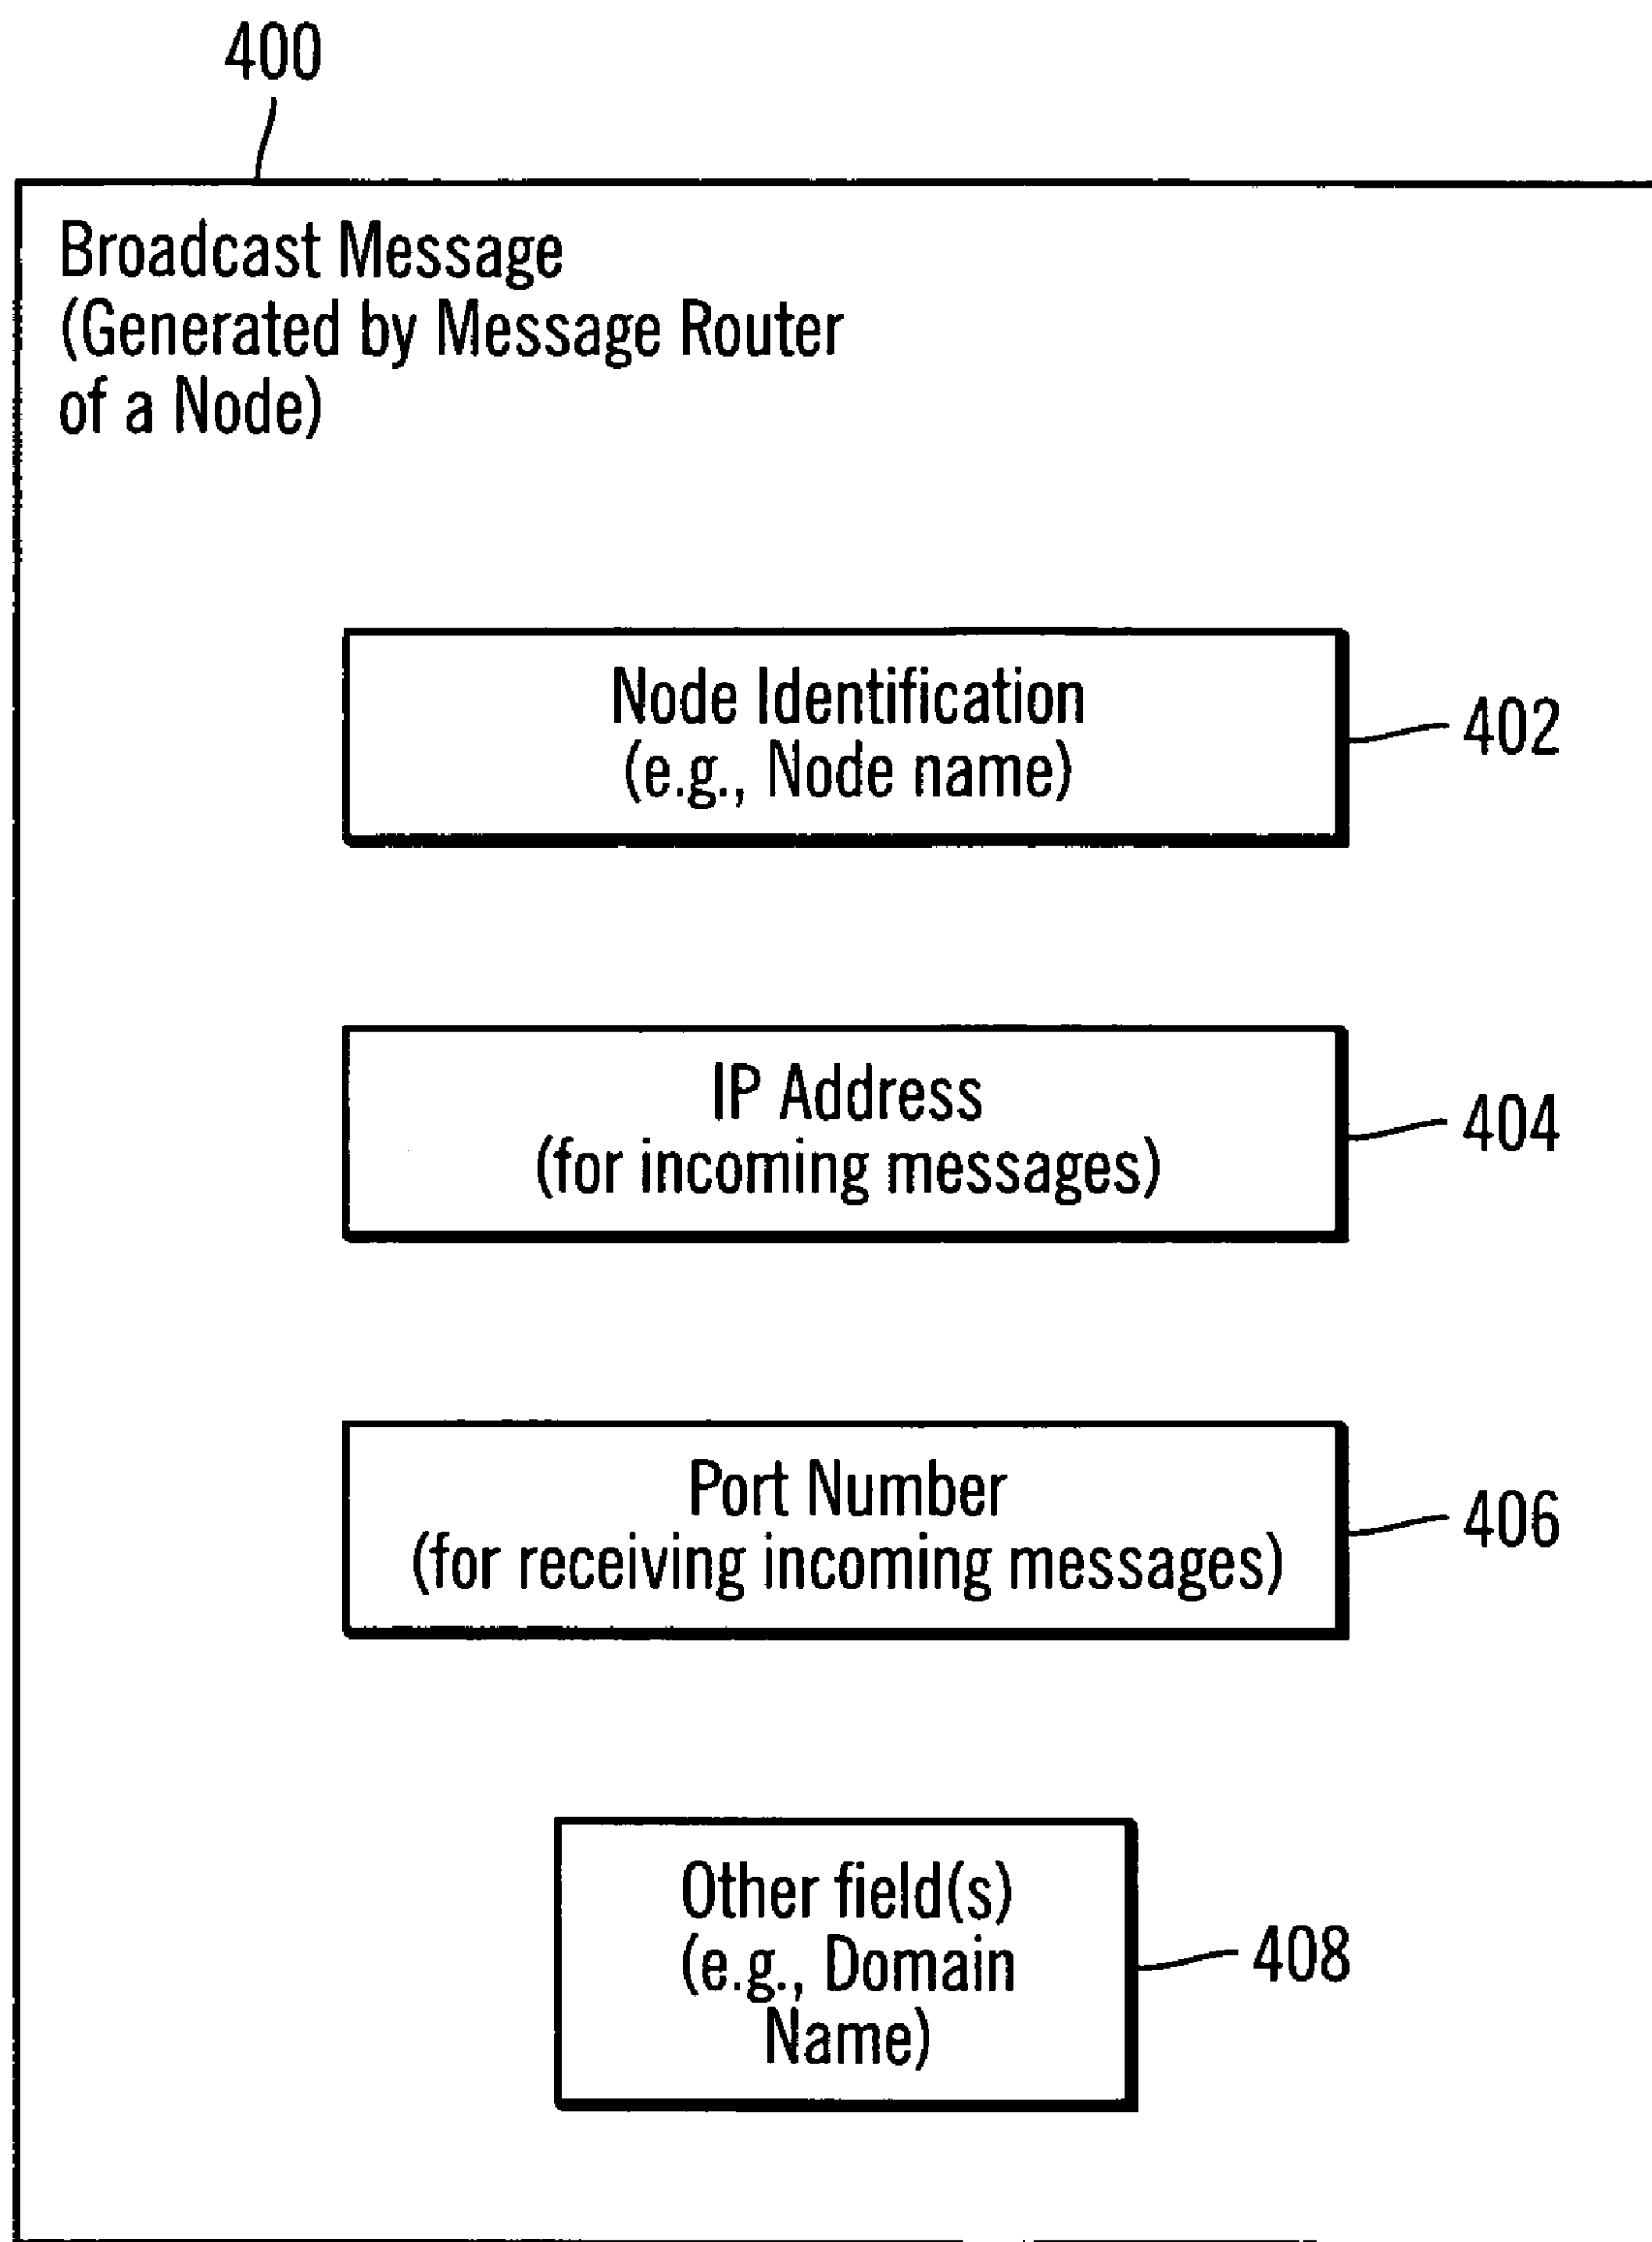 400
Broadcast Message
(Generated by Message Router
of a Node)
Node Identification
(e.g., Node name)
402
IP Address
(for incoming messages)
404
Port Number
(for receiving incoming messages)
406
Other field(s)
(e.g., Domain
Name)
408